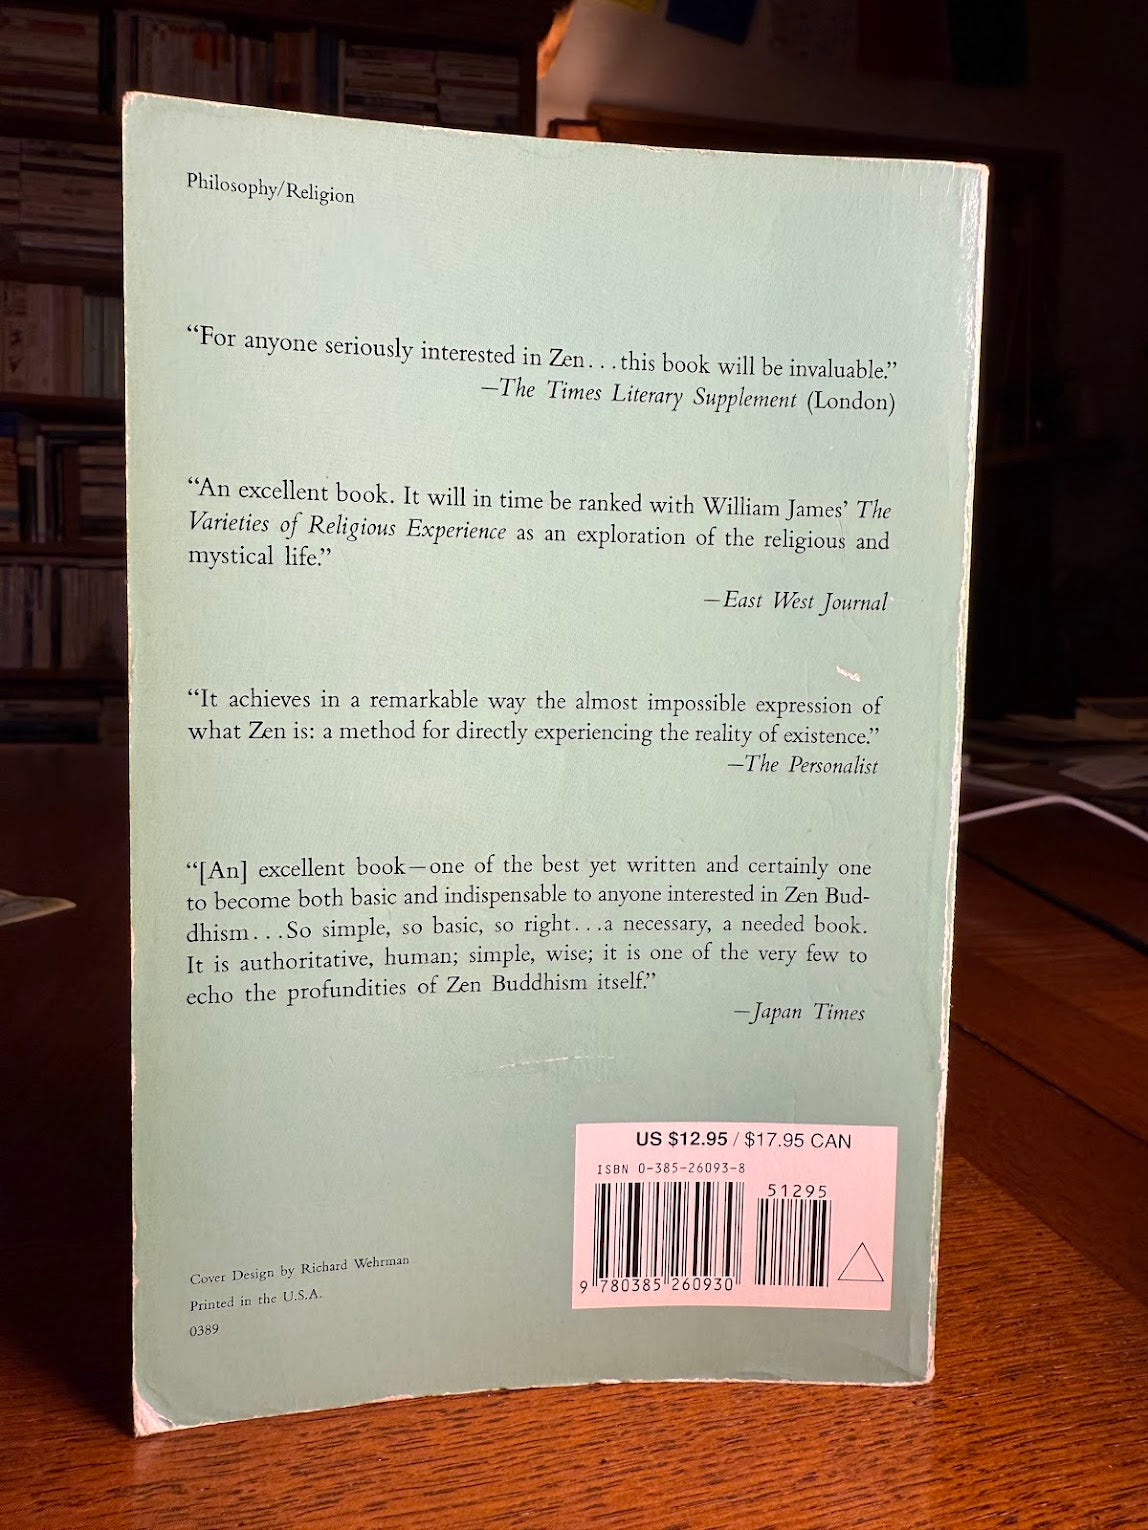 Philosophy/Religion
“For anyone seriously interested in Zen...this book will be invaluable.”
—The Times Literary Supplement (London)
“An excellent book. It will in time be ranked with William James’ The
Varieties of Religious Experience as an exploration of the religious and
mystical life.”
—East West Journal
“It achieves in a remarkable way the almost impossible expression of
what Zen is: a method for directly experiencing the reality of existence.”
—The Personalist
“[An] excellent book—one of the best yet written and certainly one
to become both basic and indispensable to anyone interested in Zen Bud-
dhism...So simple, so basic, so right...a necessary, a needed book.
It is authoritative, human; simple, wise; it is one of the very few to
echo the profundities of Zen Buddhism itself.”
—Japan Times
US $12.95 / $17.95 CAN
ISBN 0-385-26093-8
51295
9 780385 260930
Cover Design by Richard Wehrman
Printed in the U.S.A.
0389